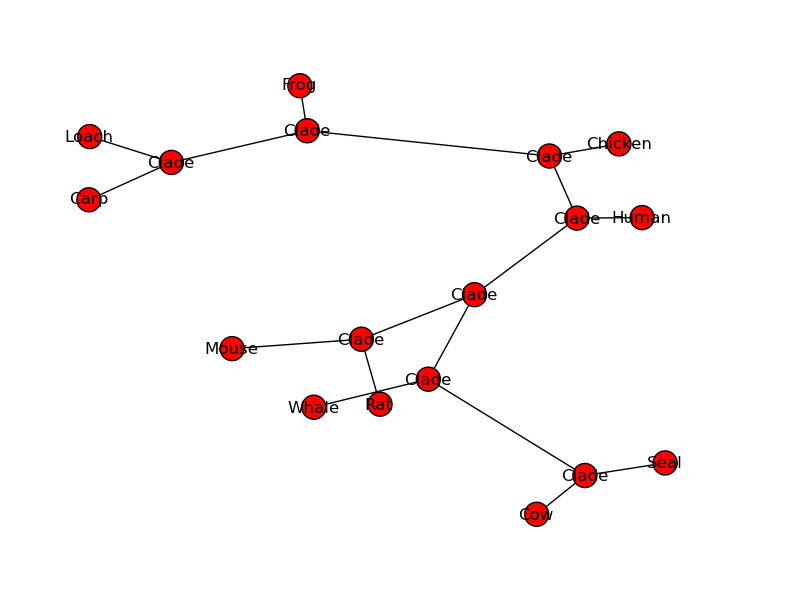 Frog
Clade
Loach
Chicken
Clade
Clade
Carp
Clade
Human
Clade
Clade
Mouse
Clade
Whale
Rat
Seal
Clade
Cow